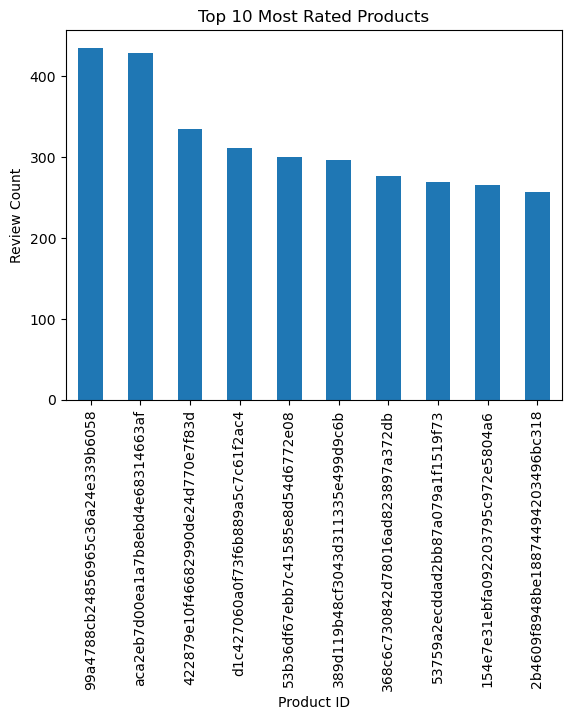 Top 10 Most Rated Products
Review Count
400
300
200
100
0
99a4788cb24856965c36a24e339b6058
aca2eb7d00ea1a7b8ebd4e68314663af
422879e10f46682990de24d770e7f83d
d1c427060a0f73f6b889a5c7c61f2ac4
53b36df67ebb7c41585e8d54d6772e08
389d119b48cf3043d311335e499d9c6b
368c6c730842d78016ad823897a372db
53759a2ecddad2bb87a079a1f1519f73
154e7e31ebfa092203795c972e5804a6
2b4609f8948be18874494203496bc318
Product ID